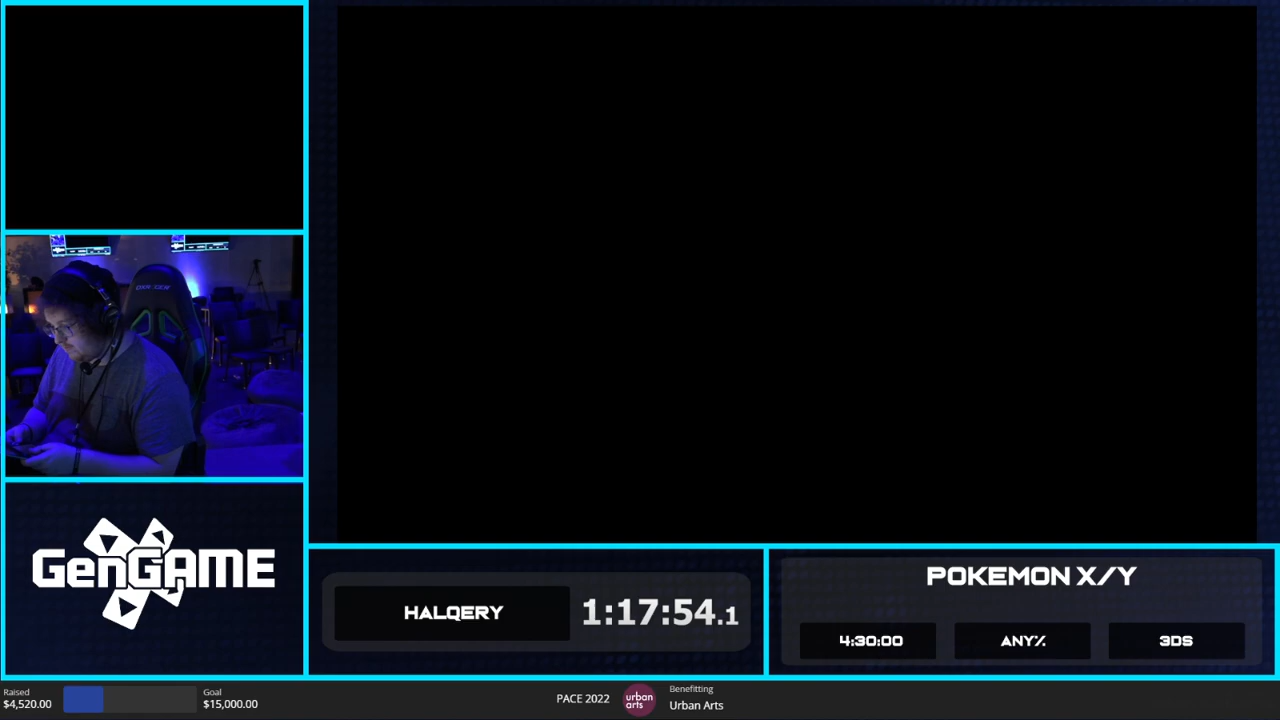 GenGAME
HALQERY
1:17:54.1
POKEMON X/Y
4:30:00
ANY%
3DS
Raised
$4,520.00
Goal
$15,000.00
PACE 2022
urban
arts
Benefitting
Urban Arts